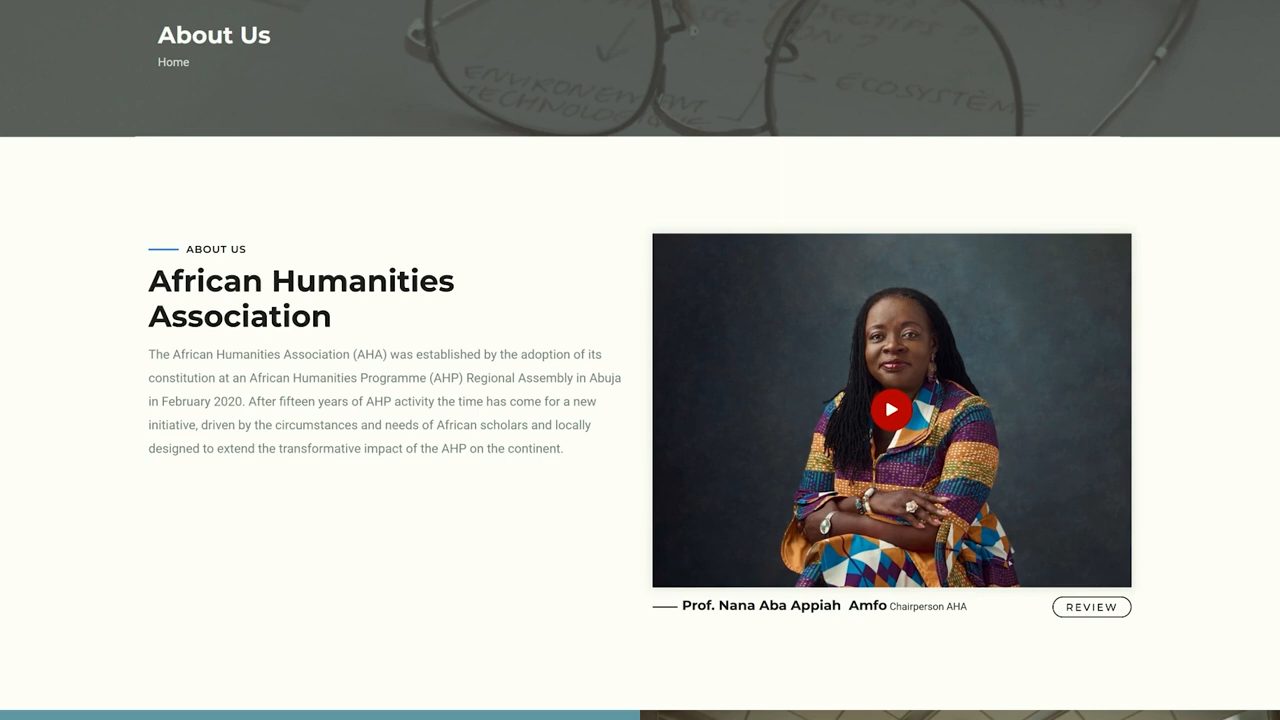 About Us
Home
ENVIRONEMENT
TECHNOLOGIQUE
ECOSYSTÈME
ABOUT US
African Humanities
Association
The African Humanities Association (AHA) was established by the adoption of its
constitution at an African Humanities Programme (AHP) Regional Assembly in Abuja
in February 2020. After fifteen years of AHP activity the time has come for a new
initiative, driven by the circumstances and needs of African scholars and locally
designed to extend the transformative impact of the AHP on the continent.
Prof. Nana Aba Appiah Amfo Chairperson AHA
REVIEW